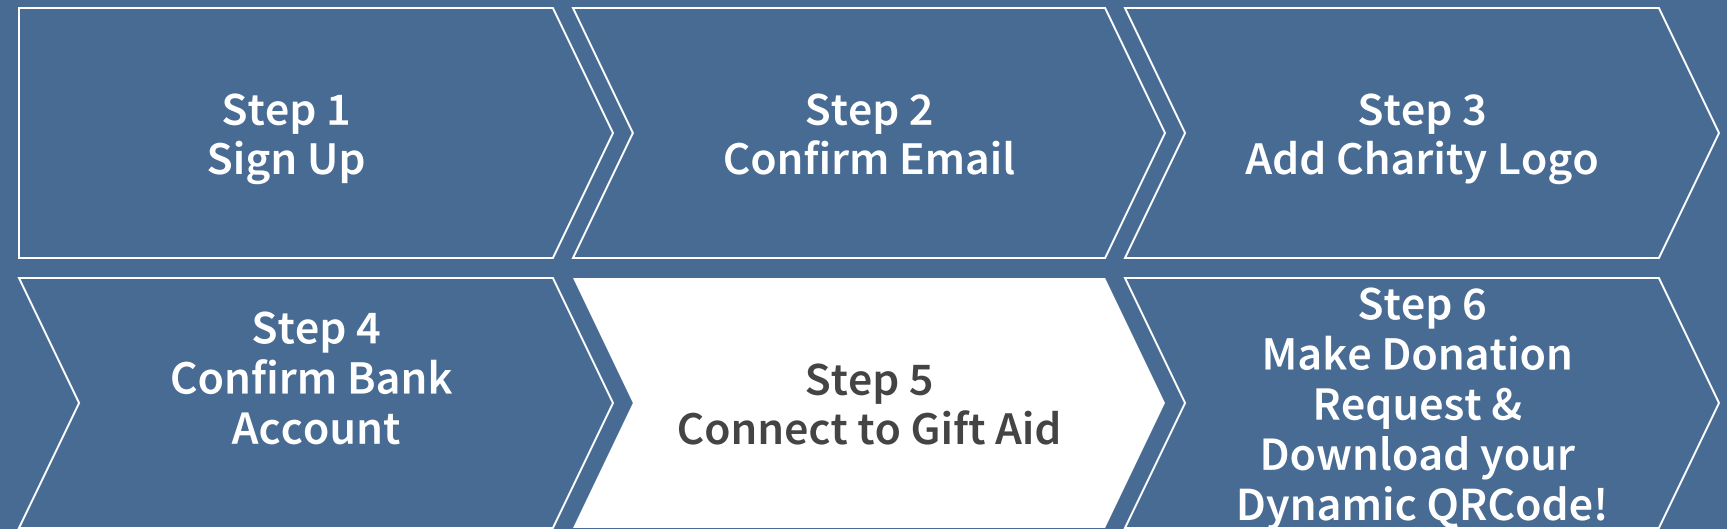 Step 1
Sign Up
Step 2
Confirm Email
Step 3
Add Charity Logo
Step 4
Confirm Bank
Account
Step 5
Connect to Gift Aid
Step 6
Make Donation
Request &
Download your
Dynamic QRCode!